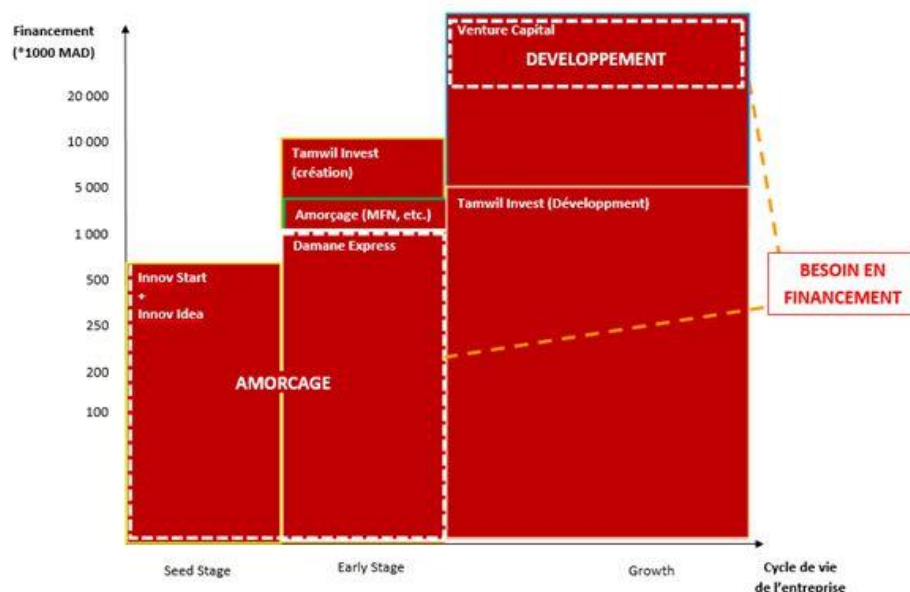 Financement
(*1000 MAD)
20 000
10 000
5 000
1 000
500
250
200
100
Venture Capital
DEVELOPPEMENT
Tamwil Invest
(création)
Amorçage (MFN, etc.)
Tamwil Invest (Développment)
Damane Express
Innov Start
+
Innov Idea
AMORCAGE
BESOIN EN
FINANCEMENT
Seed Stage
Early Stage
Growth
Cycle de vie
de l'entreprise